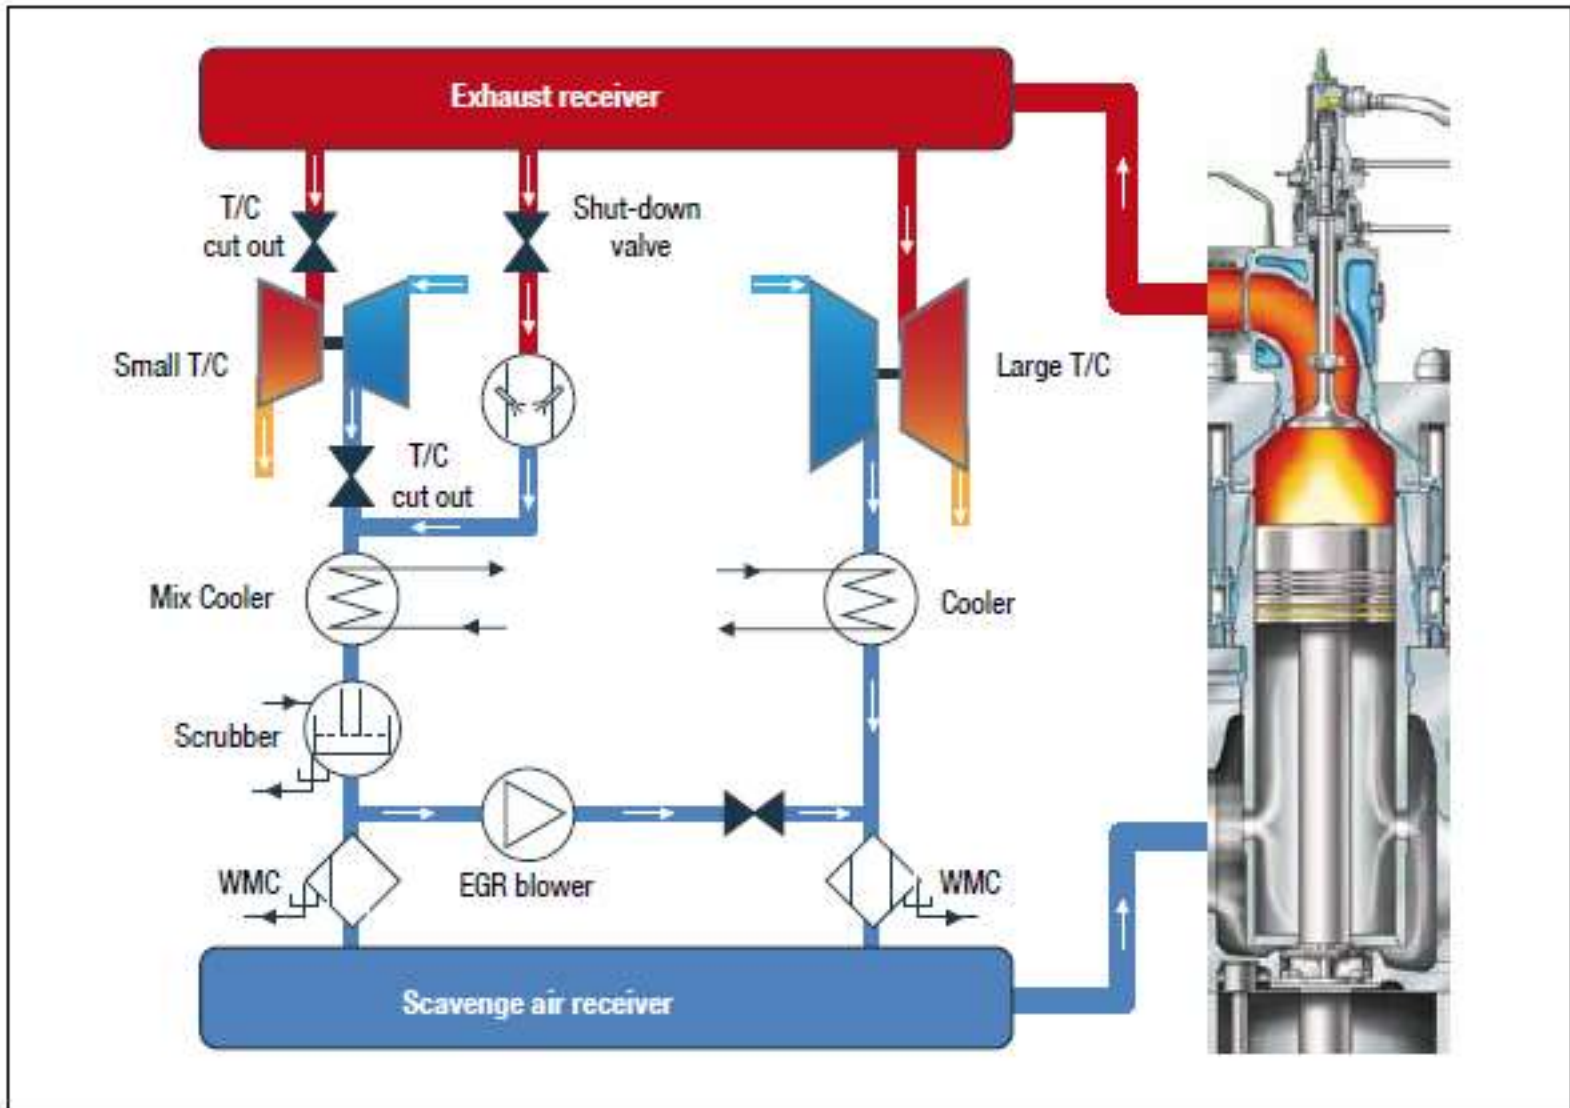 Exhaust receiver
T/C
cut out
Shut-down
valve
Small T/C
Large T/C
T/C
cut out
Mix Cooler
Cooler
Scrubber
WMC
EGR blower
WMC
Scavenge air receiver